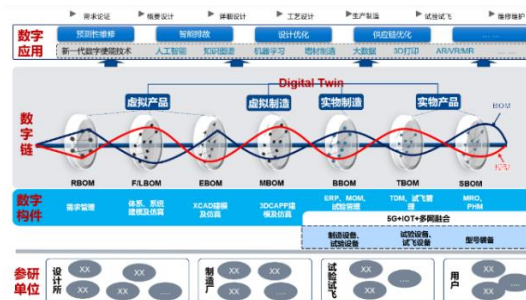 需求论证 概要设计 详细设计 工艺设计 生产制造 试验试飞 维修维护
数字应用
预测性维修 智能排故 设计优化 供应链优化 ... ...
新一代数字使能技术 人工智能 知识图谱 机器学习 增材制造 大数据 3D打印 AR/VR/MR ... ...
Digital Twin
虚拟产品 虚拟制造 实物制造 实物产品
数字链
BOM
模型
RBOM F/LBOM EBOM MBOM BBOM TBOM SBOM
数字构件
需求管理
体系、系统建模及仿真
XCAD建模及仿真
3DCAPP建模及仿真
ERP、MOM、试验管理
TDM、试飞管理
MRO、PHM
5G+IOT+多网融合
制造设备、试验设备
试验设备、试飞设备
型号装备
参研单位
设计所 XX XX XX XX ....
制造厂 XX XX XX XX ....
试验试飞 XX XX ....
用户 XX XX ....